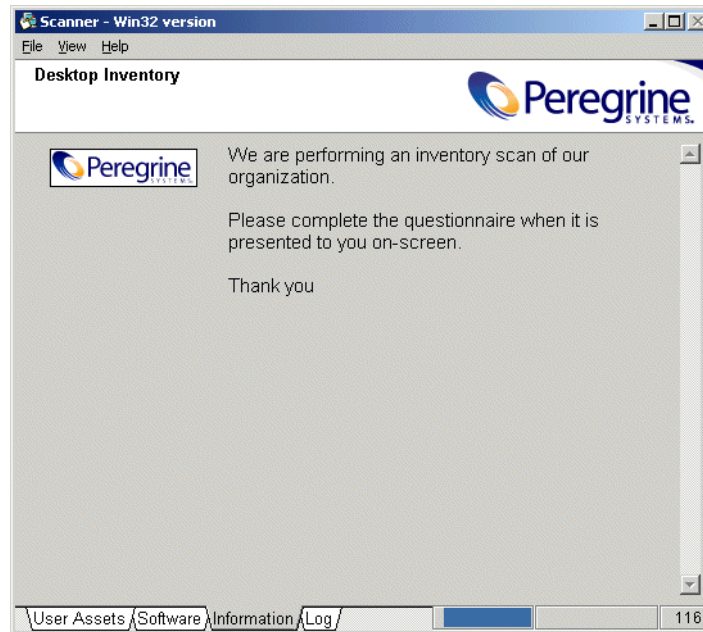 Scanner - Win32 version
File View Help
Desktop Inventory
Peregrine
SYSTEMS.
Peregrine
SYSTEMS.
We are performing an inventory scan of our
organization.
Please complete the questionnaire when it is
presented to you on-screen.
Thank you
User Assets Software Information Log
116